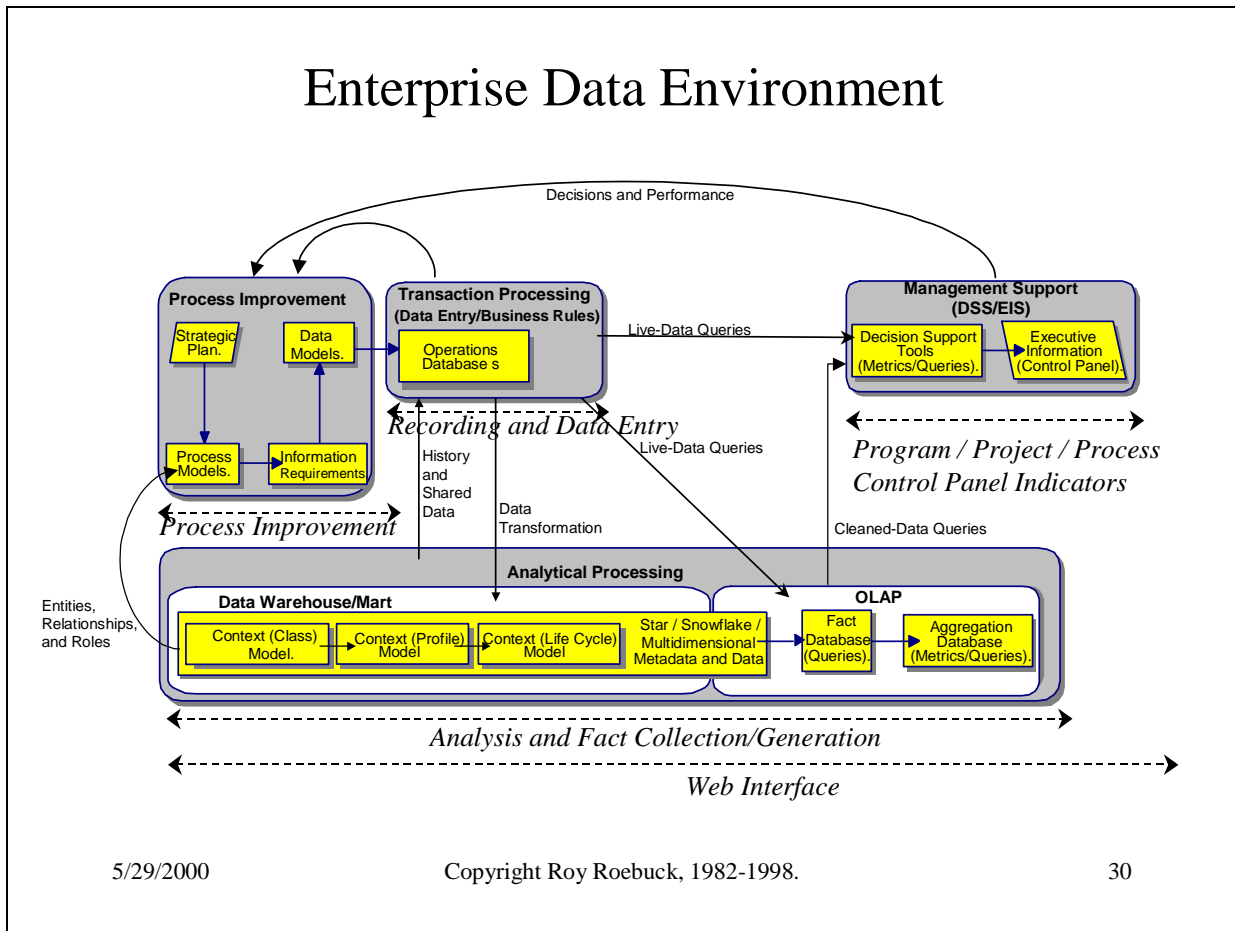 Enterprise Data Environment
Decisions and Performance
Process Improvement
Strategic
Plan.
Data
Models.
Process
Models.
Information
Requirements
Process Improvement
Transaction Processing
(Data Entry/Business Rules)
Operations
Database s
Recording and Data Entry
Live-Data Queries
Live-Data Queries
Management Support
(DSS/EIS)
Decision Support
Tools
(Metrics/Queries).
Executive
Information
(Control Panel).
Program / Project / Process
Control Panel Indicators
History
and
Shared
Data
Data
Transformation
Cleaned-Data Queries
Entities,
Relationships,
and Roles
Analytical Processing
Data Warehouse/Mart
Context (Class)
Model.
Context (Profile)
Model
Context (Life Cycle)
Model
Star / Snowflake /
Multidimensional
Metadata and Data
OLAP
Fact
Database
(Queries).
Aggregation
Database
(Metrics/Queries).
Analysis and Fact Collection/Generation
Web Interface
5/29/2000
Copyright Roy Roebuck, 1982-1998.
30